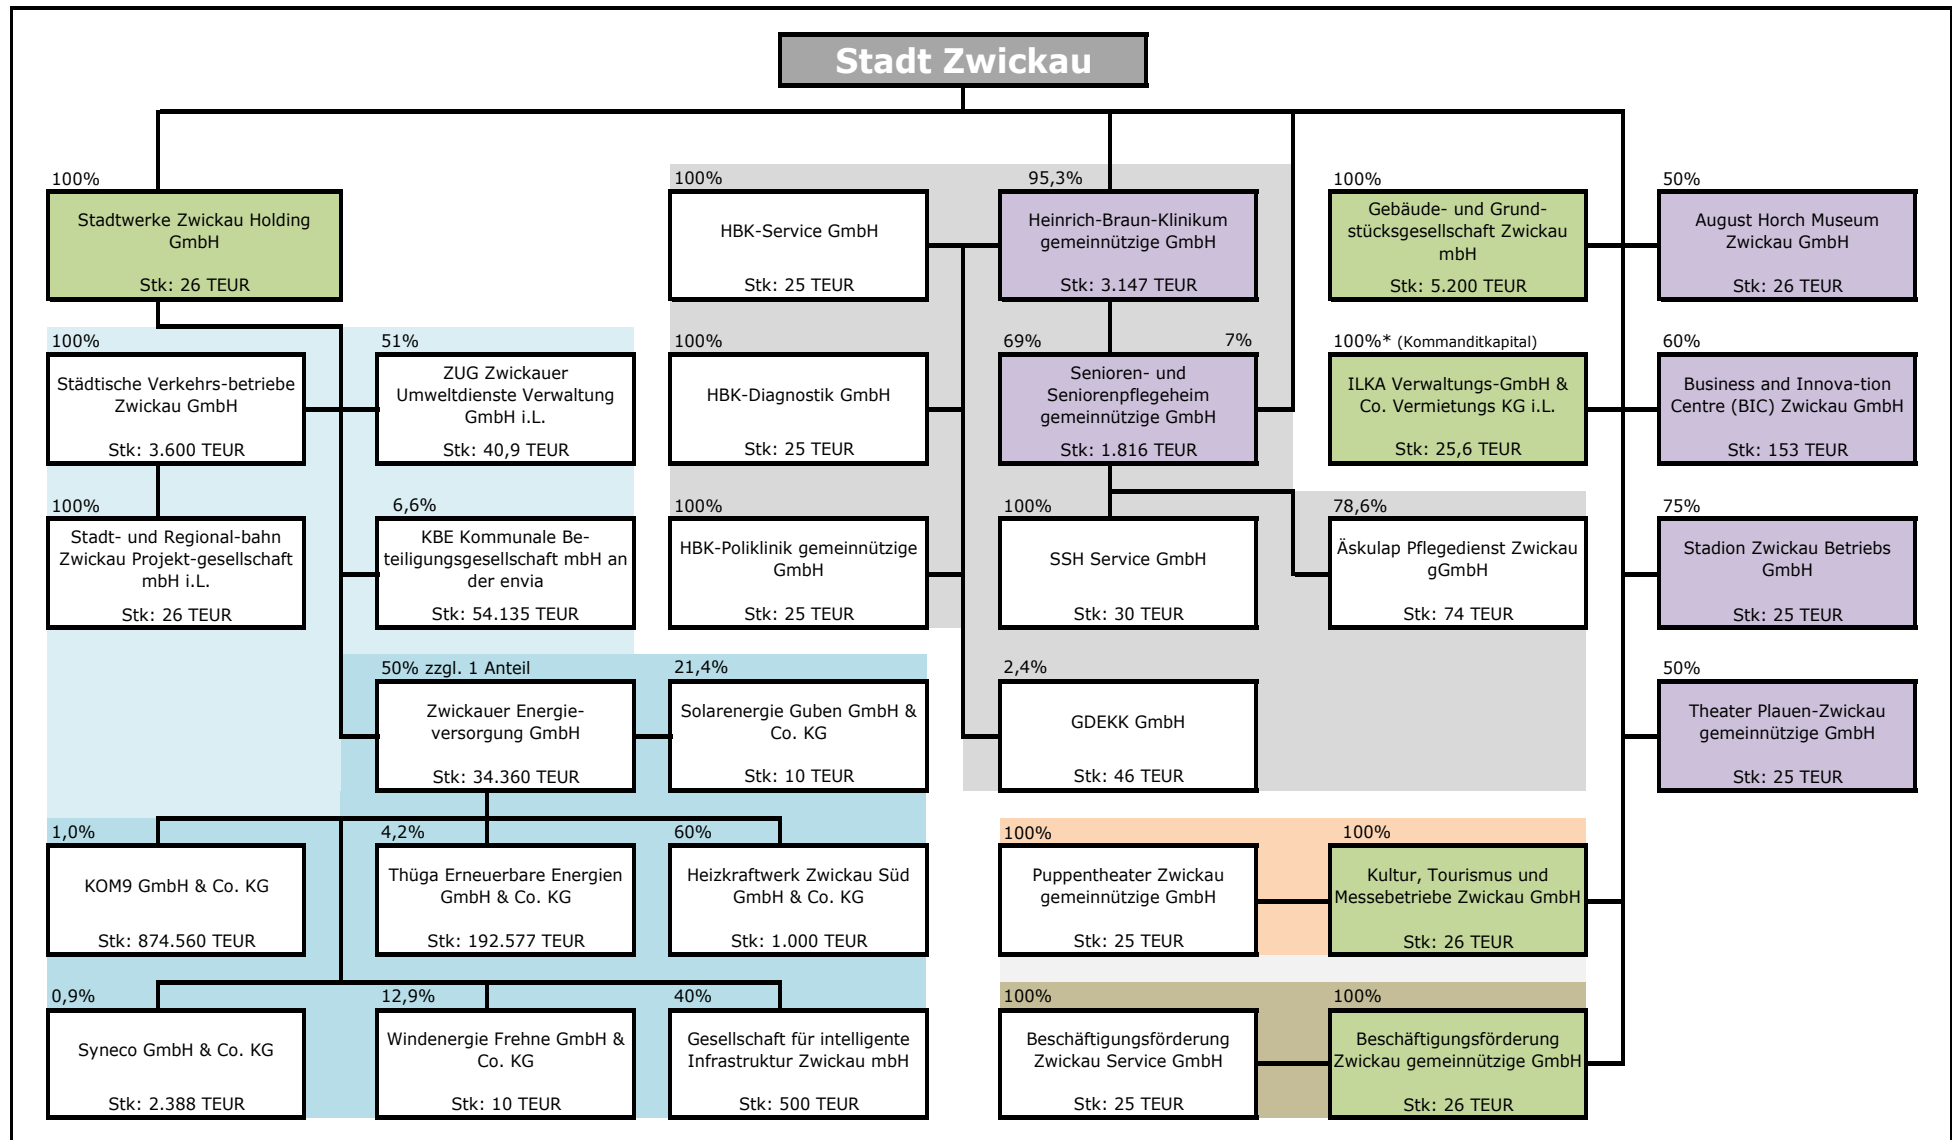 Stadt Zwickau
100%
Stadtwerke Zwickau Holding
GmbH
Stk: 26 TEUR
100%
HBK-Service GmbH
Stk: 25 TEUR
95,3%
Heinrich-Braun-Klinikum
gemeinnützige GmbH
Stk: 3.147 TEUR
100%
Gebäude- und Grund-
stücksgesellschaft Zwickau
mbH
Stk: 5.200 TEUR
50%
August Horch Museum
Zwickau GmbH
Stk: 26 TEUR
100%
Städtische Verkehrs-betriebe
Zwickau GmbH
Stk: 3.600 TEUR
51%
ZUG Zwickauer
Umweltdienste Verwaltung
GmbH i.L.
Stk: 40,9 TEUR
100%
HBK-Diagnostik GmbH
Stk: 25 TEUR
69%
7%
Senioren- und
Seniorenpflegeheim
gemeinnützige GmbH
Stk: 1.816 TEUR
100%* (Kommanditkapital)
ILKA Verwaltungs-GmbH &
Co. Vermietungs KG i.L.
Stk: 25,6 TEUR
60%
Business and Innova-tion
Centre (BIC) Zwickau GmbH
Stk: 153 TEUR
100%
Stadt- und Regional-bahn
Zwickau Projekt-gesellschaft
mbH i.L.
Stk: 26 TEUR
6,6%
KBE Kommunale Be-
teiligungsgesellschaft mbH an
der envia
Stk: 54.135 TEUR
100%
HBK-Poliklinik gemeinnützige
GmbH
Stk: 25 TEUR
100%
SSH Service GmbH
Stk: 30 TEUR
78,6%
Äskulap Pflegedienst Zwickau
gGmbH
Stk: 74 TEUR
75%
Stadion Zwickau Betriebs
GmbH
Stk: 25 TEUR
50% zzgl. 1 Anteil
Zwickauer Energie-
versorgung GmbH
Stk: 34.360 TEUR
21,4%
Solarenergie Guben GmbH &
Co. KG
Stk: 10 TEUR
2,4%
GDEKK GmbH
Stk: 46 TEUR
50%
Theater Plauen-Zwickau
gemeinnützige GmbH
Stk: 25 TEUR
1,0%
KOM9 GmbH & Co. KG
Stk: 874.560 TEUR
4,2%
Thüga Erneuerbare Energien
GmbH & Co. KG
Stk: 192.577 TEUR
60%
Heizkraftwerk Zwickau Süd
GmbH & Co. KG
Stk: 1.000 TEUR
100%
Puppentheater Zwickau
gemeinnützige GmbH
Stk: 25 TEUR
100%
Kultur, Tourismus und
Messebetriebe Zwickau GmbH
Stk: 26 TEUR
0,9%
Syneco GmbH & Co. KG
Stk: 2.388 TEUR
12,9%
Windenergie Frehne GmbH &
Co. KG
Stk: 10 TEUR
40%
Gesellschaft für intelligente
Infrastruktur Zwickau mbH
Stk: 500 TEUR
100%
Beschäftigungsförderung
Zwickau Service GmbH
Stk: 25 TEUR
100%
Beschäftigungsförderung
Zwickau gemeinnützige GmbH
Stk: 26 TEUR